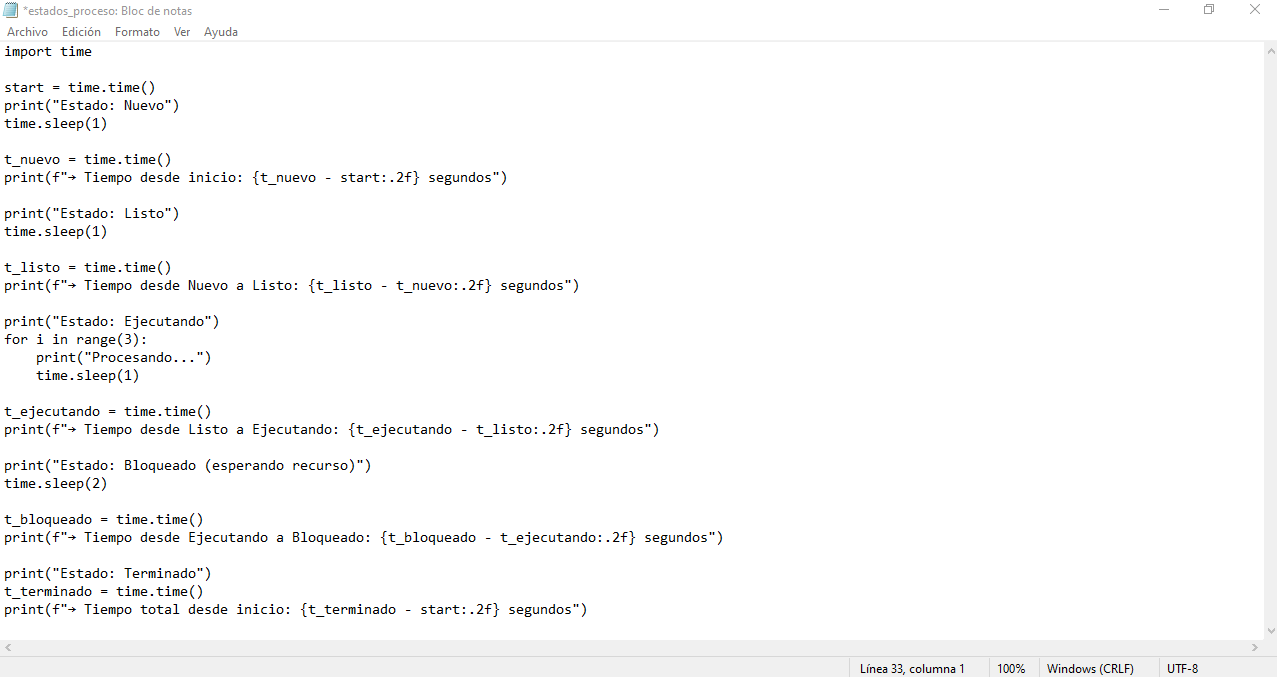 *estados_proceso: Bloc de notas
Archivo Edición Formato Ver Ayuda
import time

start = time.time()
print("Estado: Nuevo")
time.sleep(1)

t_nuevo = time.time()
print(f"→ Tiempo desde inicio: {t_nuevo - start:.2f} segundos")

print("Estado: Listo")
time.sleep(1)

t_listo = time.time()
print(f"→ Tiempo desde Nuevo a Listo: {t_listo - t_nuevo:.2f} segundos")

print("Estado: Ejecutando")
for i in range(3):
    print("Procesando...")
    time.sleep(1)

t_ejecutando = time.time()
print(f"→ Tiempo desde Listo a Ejecutando: {t_ejecutando - t_listo:.2f} segundos")

print("Estado: Bloqueado (esperando recurso)")
time.sleep(2)

t_bloqueado = time.time()
print(f"→ Tiempo desde Ejecutando a Bloqueado: {t_bloqueado - t_ejecutando:.2f} segundos")

print("Estado: Terminado")
t_terminado = time.time()
print(f"→ Tiempo total desde inicio: {t_terminado - start:.2f} segundos")
Línea 33, columna 1 100% Windows (CRLF) UTF-8